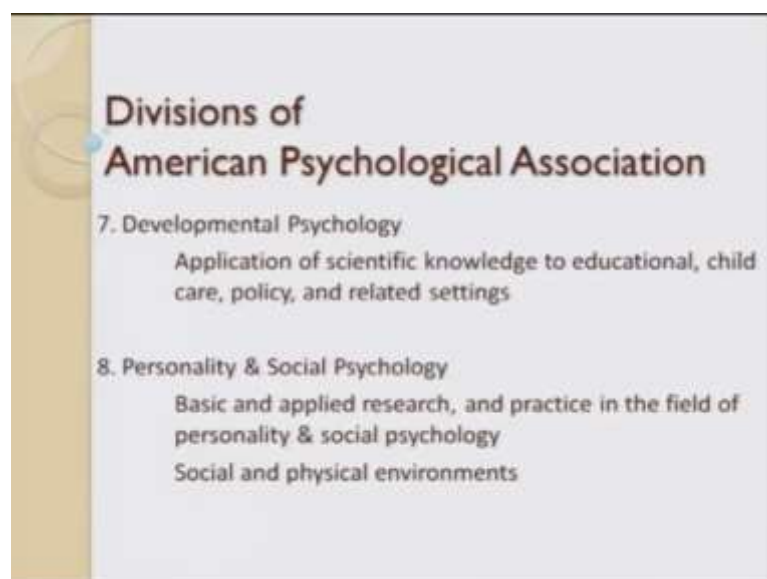 Divisions of
American Psychological Association
7. Developmental Psychology
Application of scientific knowledge to educational, child
care, policy, and related settings
8. Personality & Social Psychology
Basic and applied research, and practice in the field of
personality & social psychology
Social and physical environments